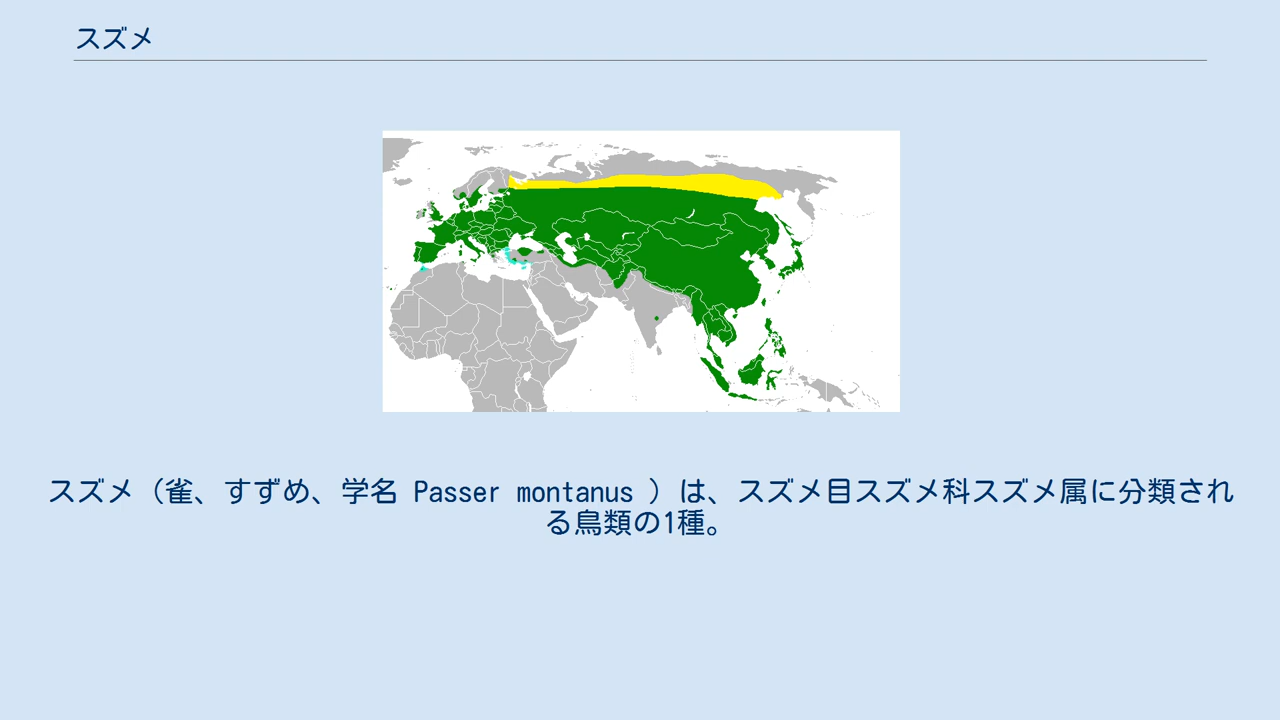 スズメ
スズメ（雀、すずめ、学名 Passer montanus ）は、スズメ目スズメ科スズメ属に分類され
る鳥類の1種。